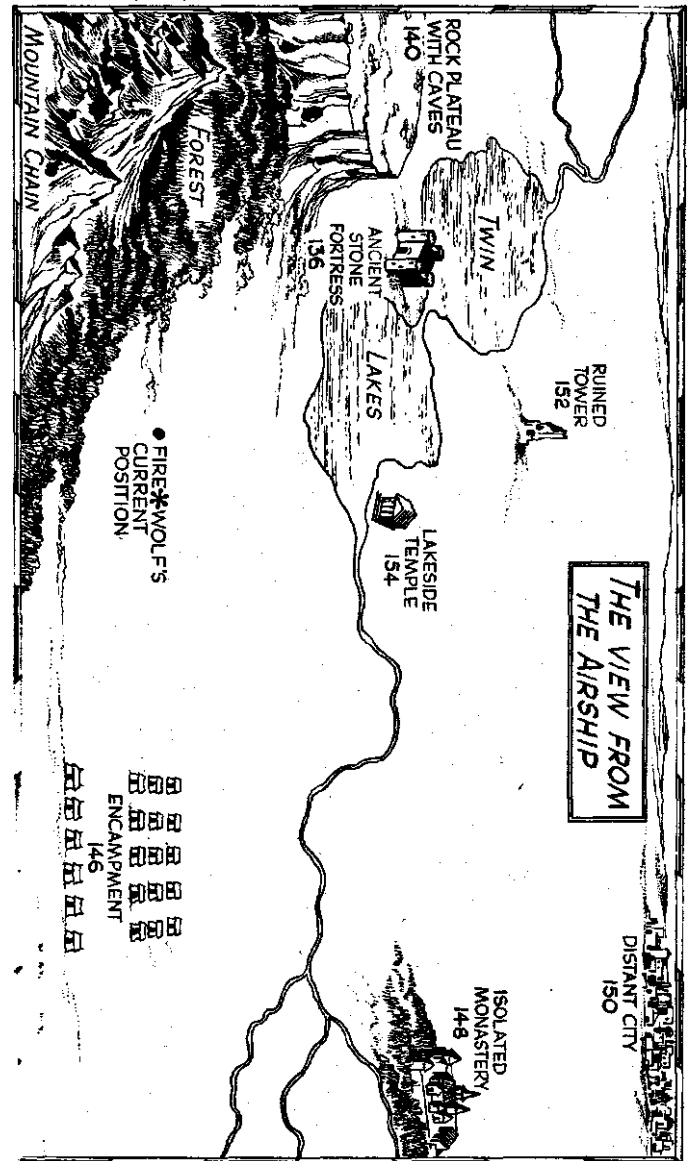 THE VIEW FROM
THE AIRSHIP
DISTANT CITY
150
ROCK PLATEAU
WITH CAVES
140
TWIN
RUINED
TOWER
152
ANCIENT
STONE
FORTRESS
136
LAKES
LAKESIDE
TEMPLE
154
ISOLATED
MONASTERY
148
FOREST
MOUNTAIN CHAIN
FIRE*WOLF'S
CURRENT
POSITION
ENCAMPMENT
146